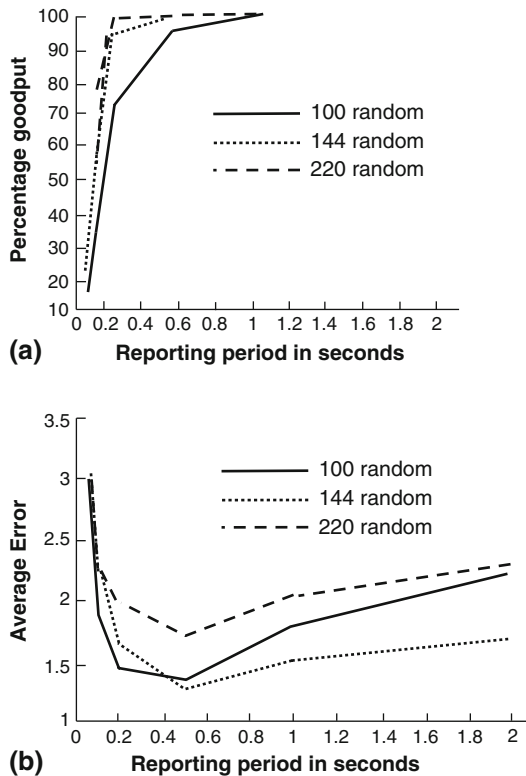 Percentage goodput
100
90
80
70
60
50
40
30
20
10
100 random
144 random
220 random
0 0.2 0.4 0.6 0.8 1 1.2 1.4 1.6 1.8 2
(a) Reporting period in seconds
Average Error
3.5
3
2.5
2
1.5
1
100 random
144 random
220 random
0 0.2 0.4 0.6 0.8 1 1.2 1.4 1.6 1.8 2
(b) Reporting period in seconds